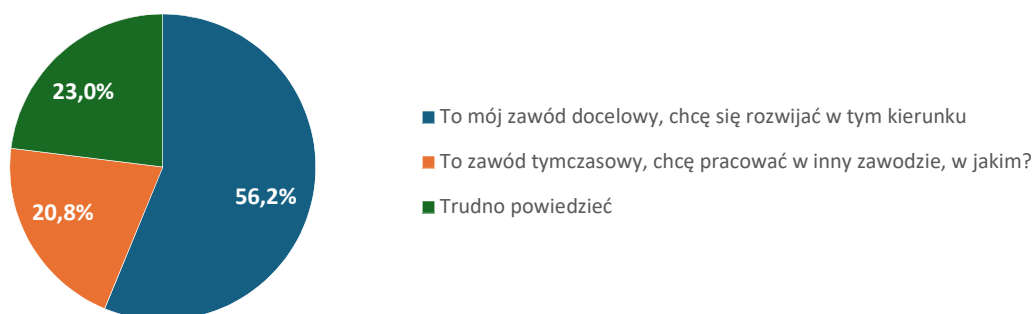 23,0%
56,2%
20,8%
To mój zawód docelowy, chcę się rozwijać w tym kierunku
To zawód tymczasowy, chcę pracować w inny zawodzie, w jakim?
Trudno powiedzieć